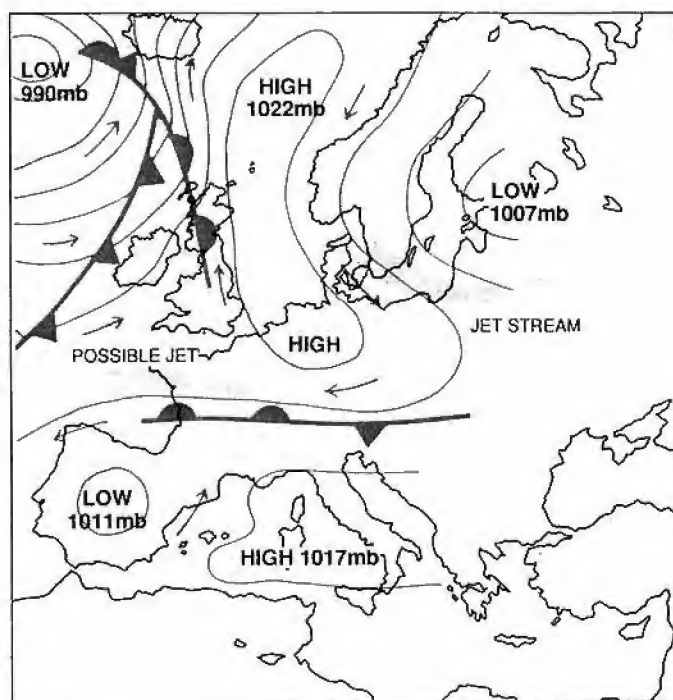 LOW
990mb
HIGH
1022mb
LOW
1007mb
JET STREAM
POSSIBLE JET
HIGH
LOW
1011mb
HIGH 1017mb